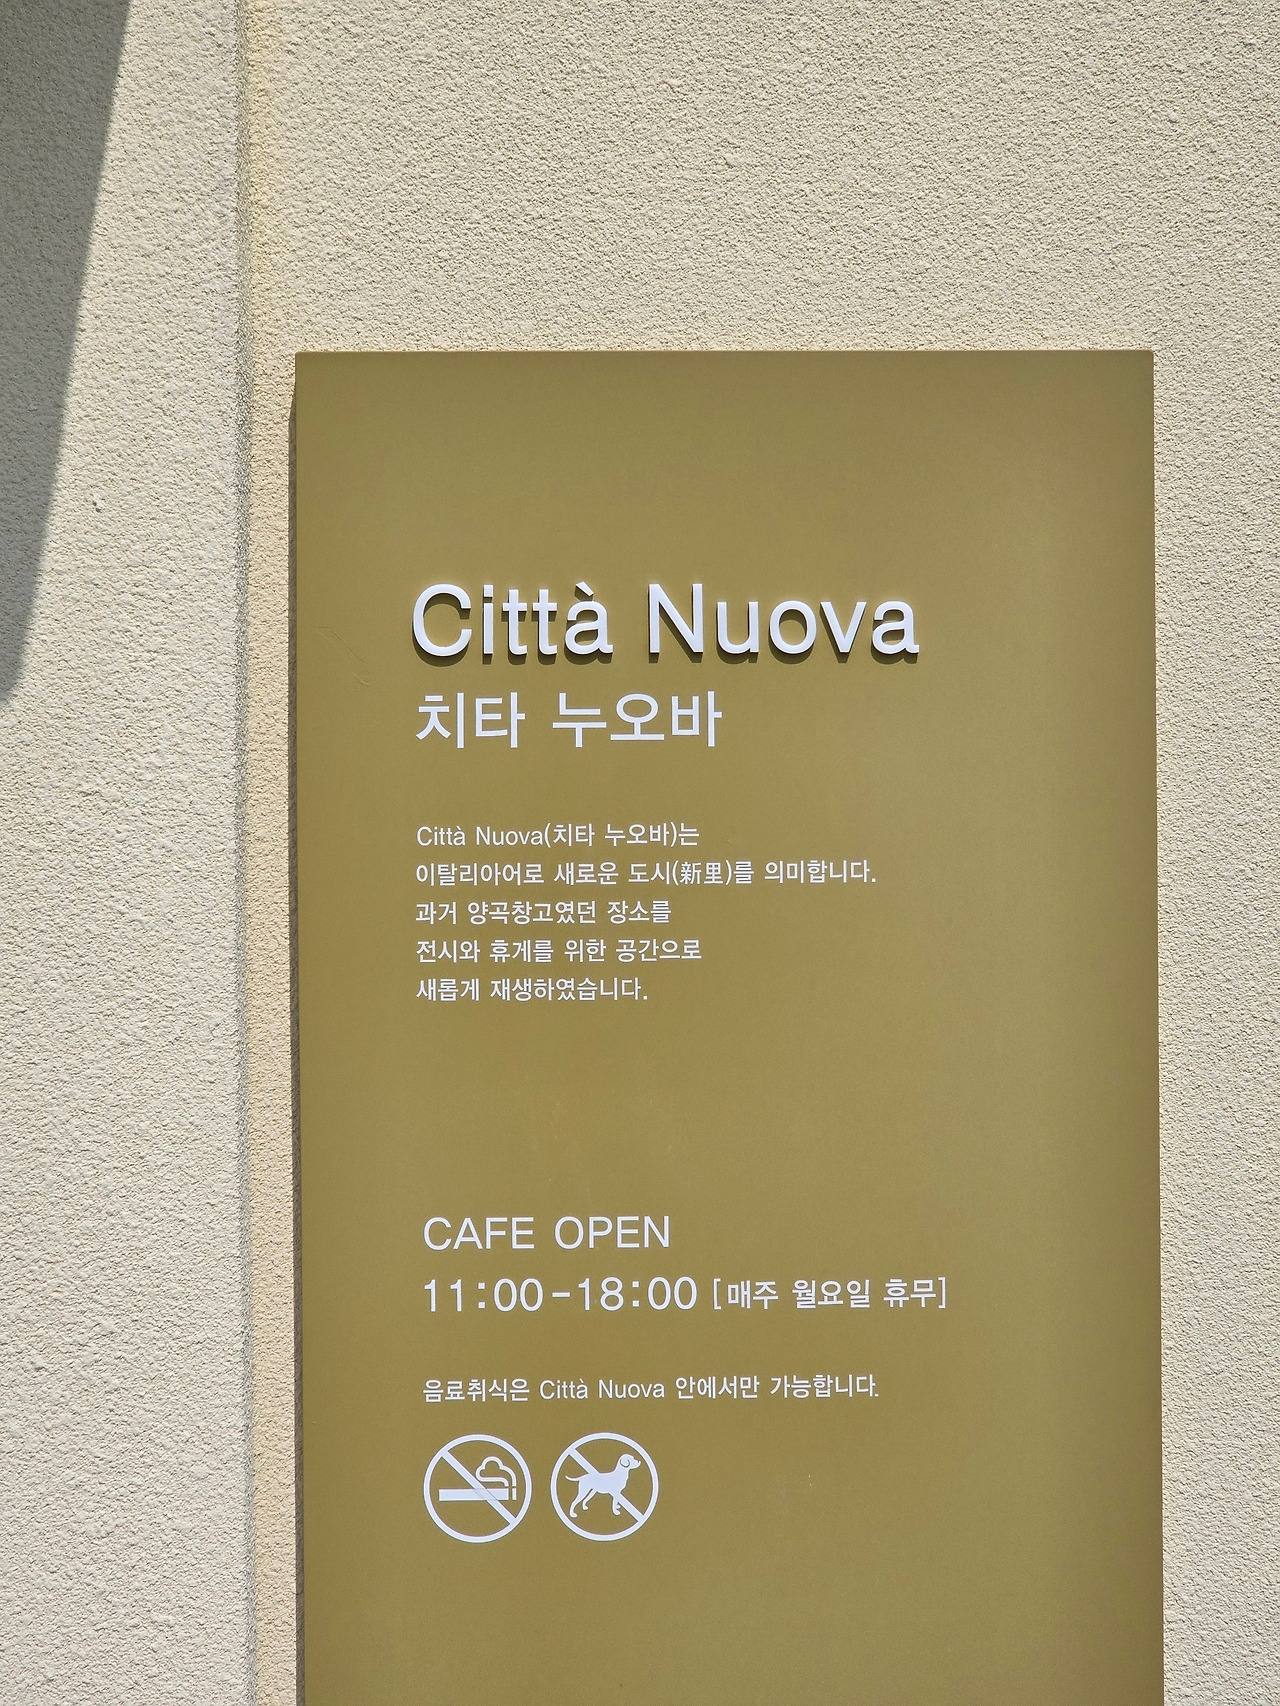 Città Nuova
치타 누오바
Città Nuova(치타 누오바)는
이탈리아어로 새로운 도시(新里)를 의미합니다.
과거 양곡창고였던 장소를
전시와 휴게를 위한 공간으로
새롭게 재생하였습니다.
CAFE OPEN
11:00-18:00 [매주 월요일 휴무]
음료취식은 Città Nuova 안에서만 가능합니다.